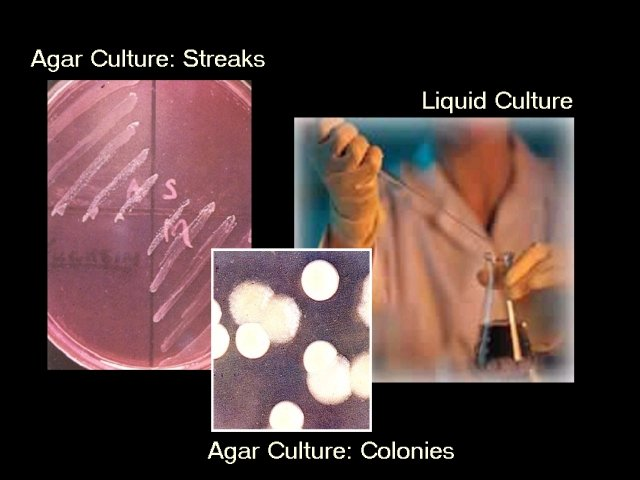 Agar Culture: Streaks
Liquid Culture
S
Agar Culture: Colonies